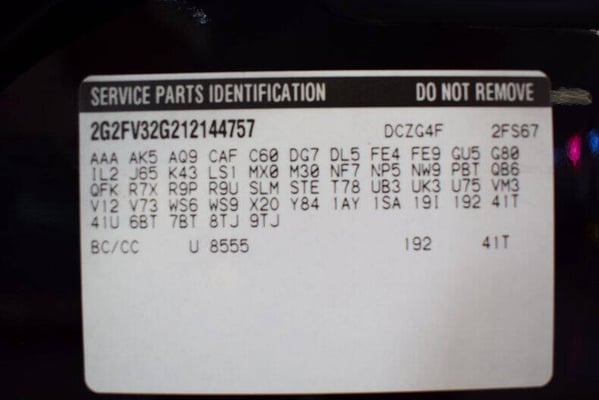 SERVICE PARTS IDENTIFICATION DO NOT REMOVE
2G2FV32G212144757 DCZG4F 2FS67
AAA AK5 AQ9 CAF C60 DG7 DL5 FE4 FE9 GU5 G80
IL2 J65 K43 LS1 MX0 M30 NF7 NP5 NW9 PBT QB6
QFK R7X R9P R9U SLM STE T78 UB3 UK3 U75 VM3
V12 V73 WS6 WS9 X20 Y84 1AY 1SA 19I 192 41T
41U 6BT 7BT 8TJ 9TJ
BC/CC U 8555 192 41T